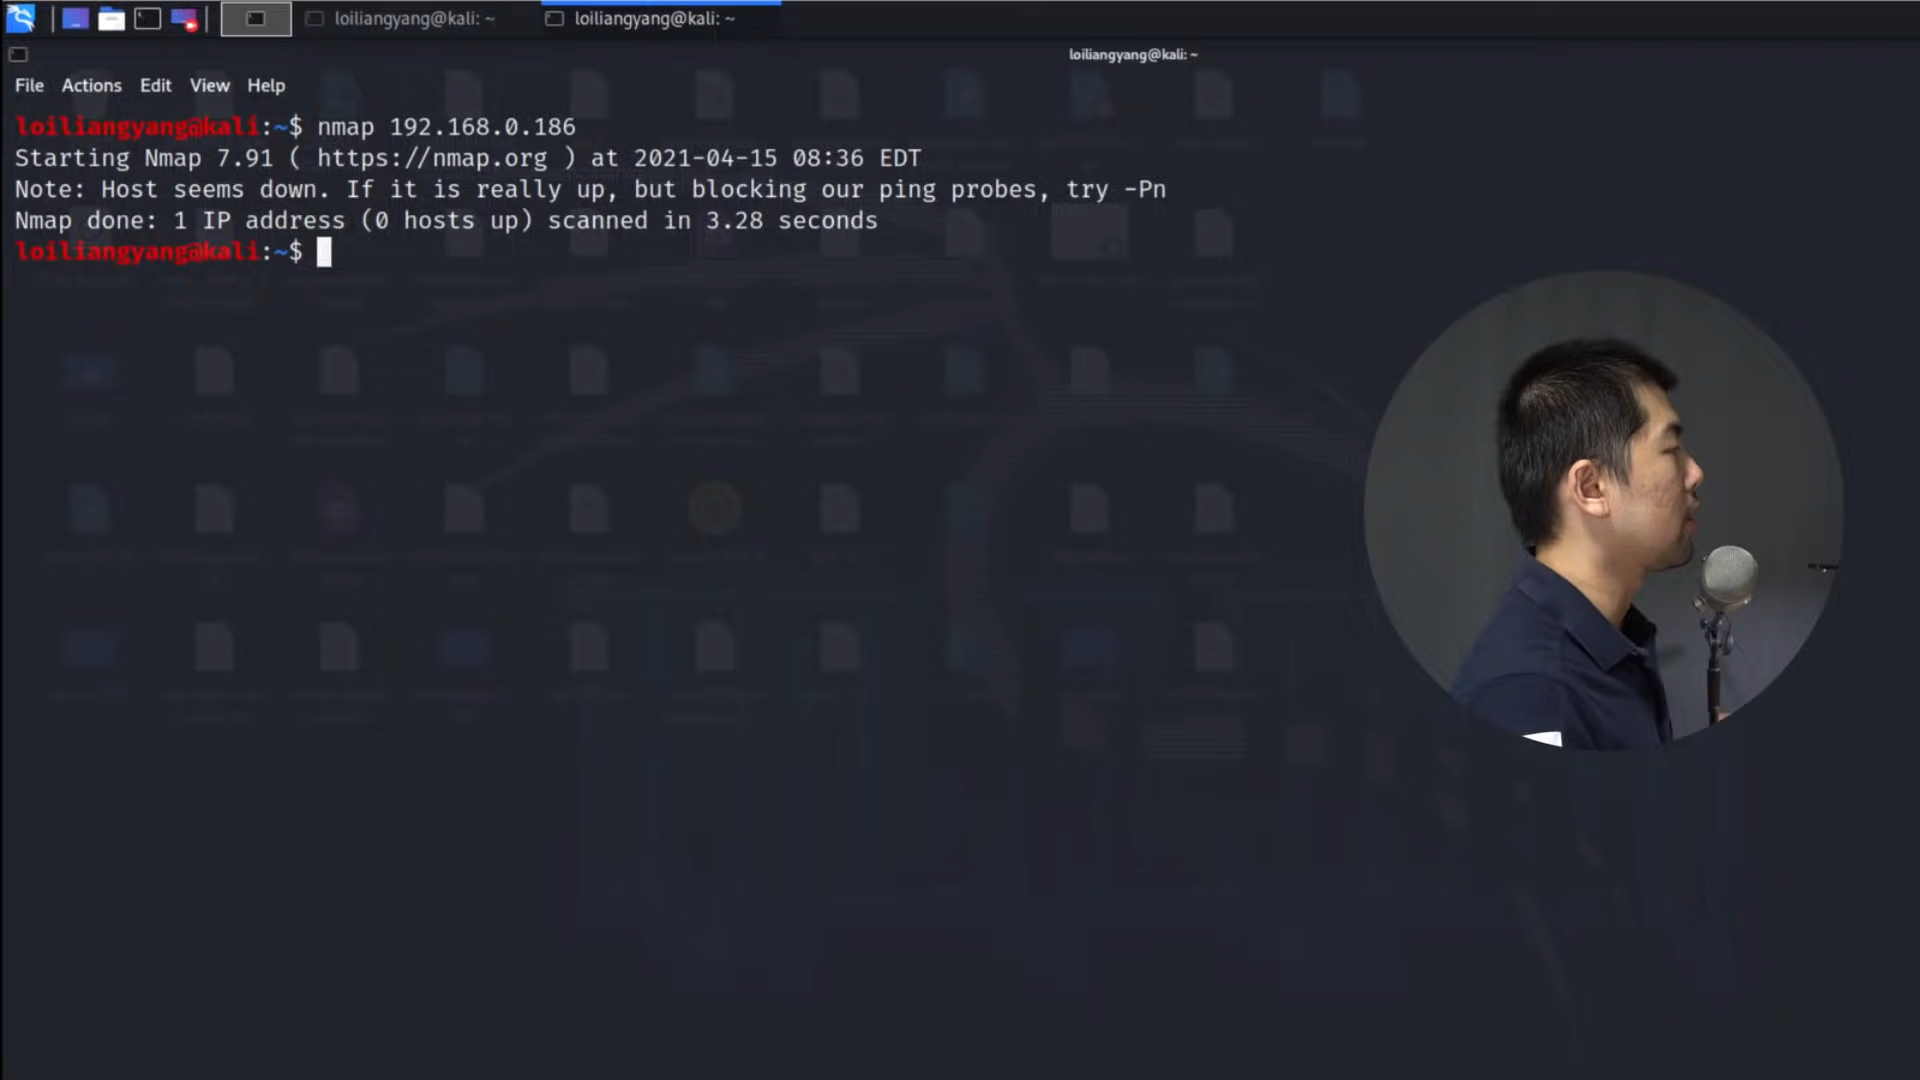 loiliangyang@kali: ~
loiliangyang@kali: ~
loiliangyang@kali: ~
File Actions Edit View Help
loiliangyang@kali:~$ nmap 192.168.0.186
Starting Nmap 7.91 ( https://nmap.org ) at 2021-04-15 08:36 EDT
Note: Host seems down. If it is really up, but blocking our ping probes, try -Pn
Nmap done: 1 IP address (0 hosts up) scanned in 3.28 seconds
loiliangyang@kali:~$